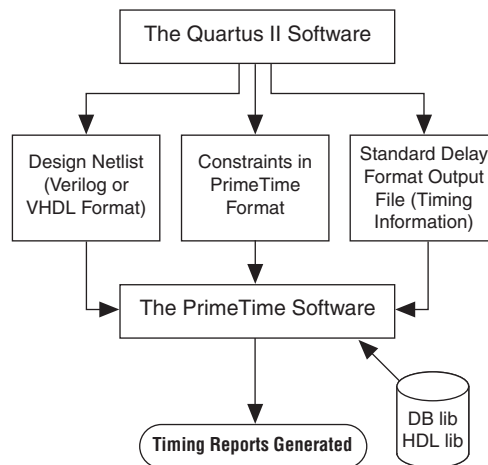 The Quartus II Software
Design Netlist
(Verilog or
VHDL Format)
Constraints in
PrimeTime
Format
Standard Delay
Format Output
File (Timing
Information)
The PrimeTime Software
DB lib
HDL lib
Timing Reports Generated